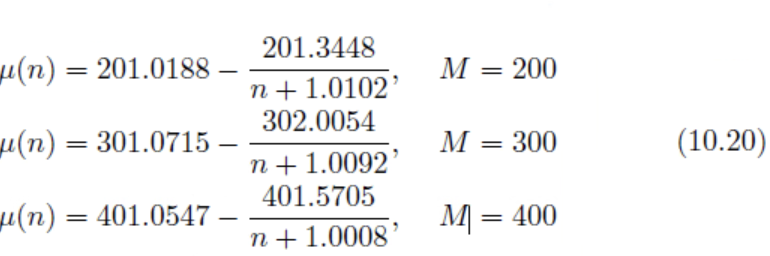 μ(n) = 201.0188 − 201.3448 / (n + 1.0102), M = 200
μ(n) = 301.0715 − 302.0054 / (n + 1.0092), M = 300 (10.20)
μ(n) = 401.0547 − 401.5705 / (n + 1.0008), M = 400